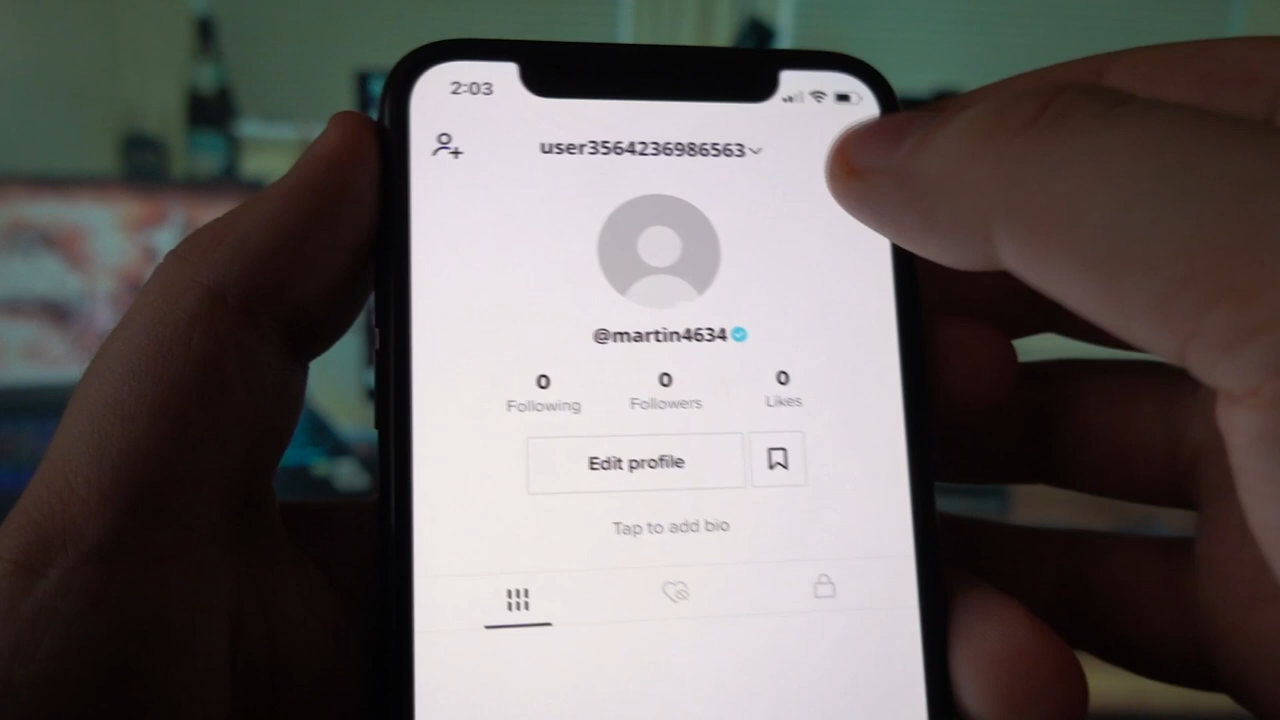 2:03
user3564236986563
@martin4634
0 0 0
Following Followers Likes
Edit profile
Tap to add bio